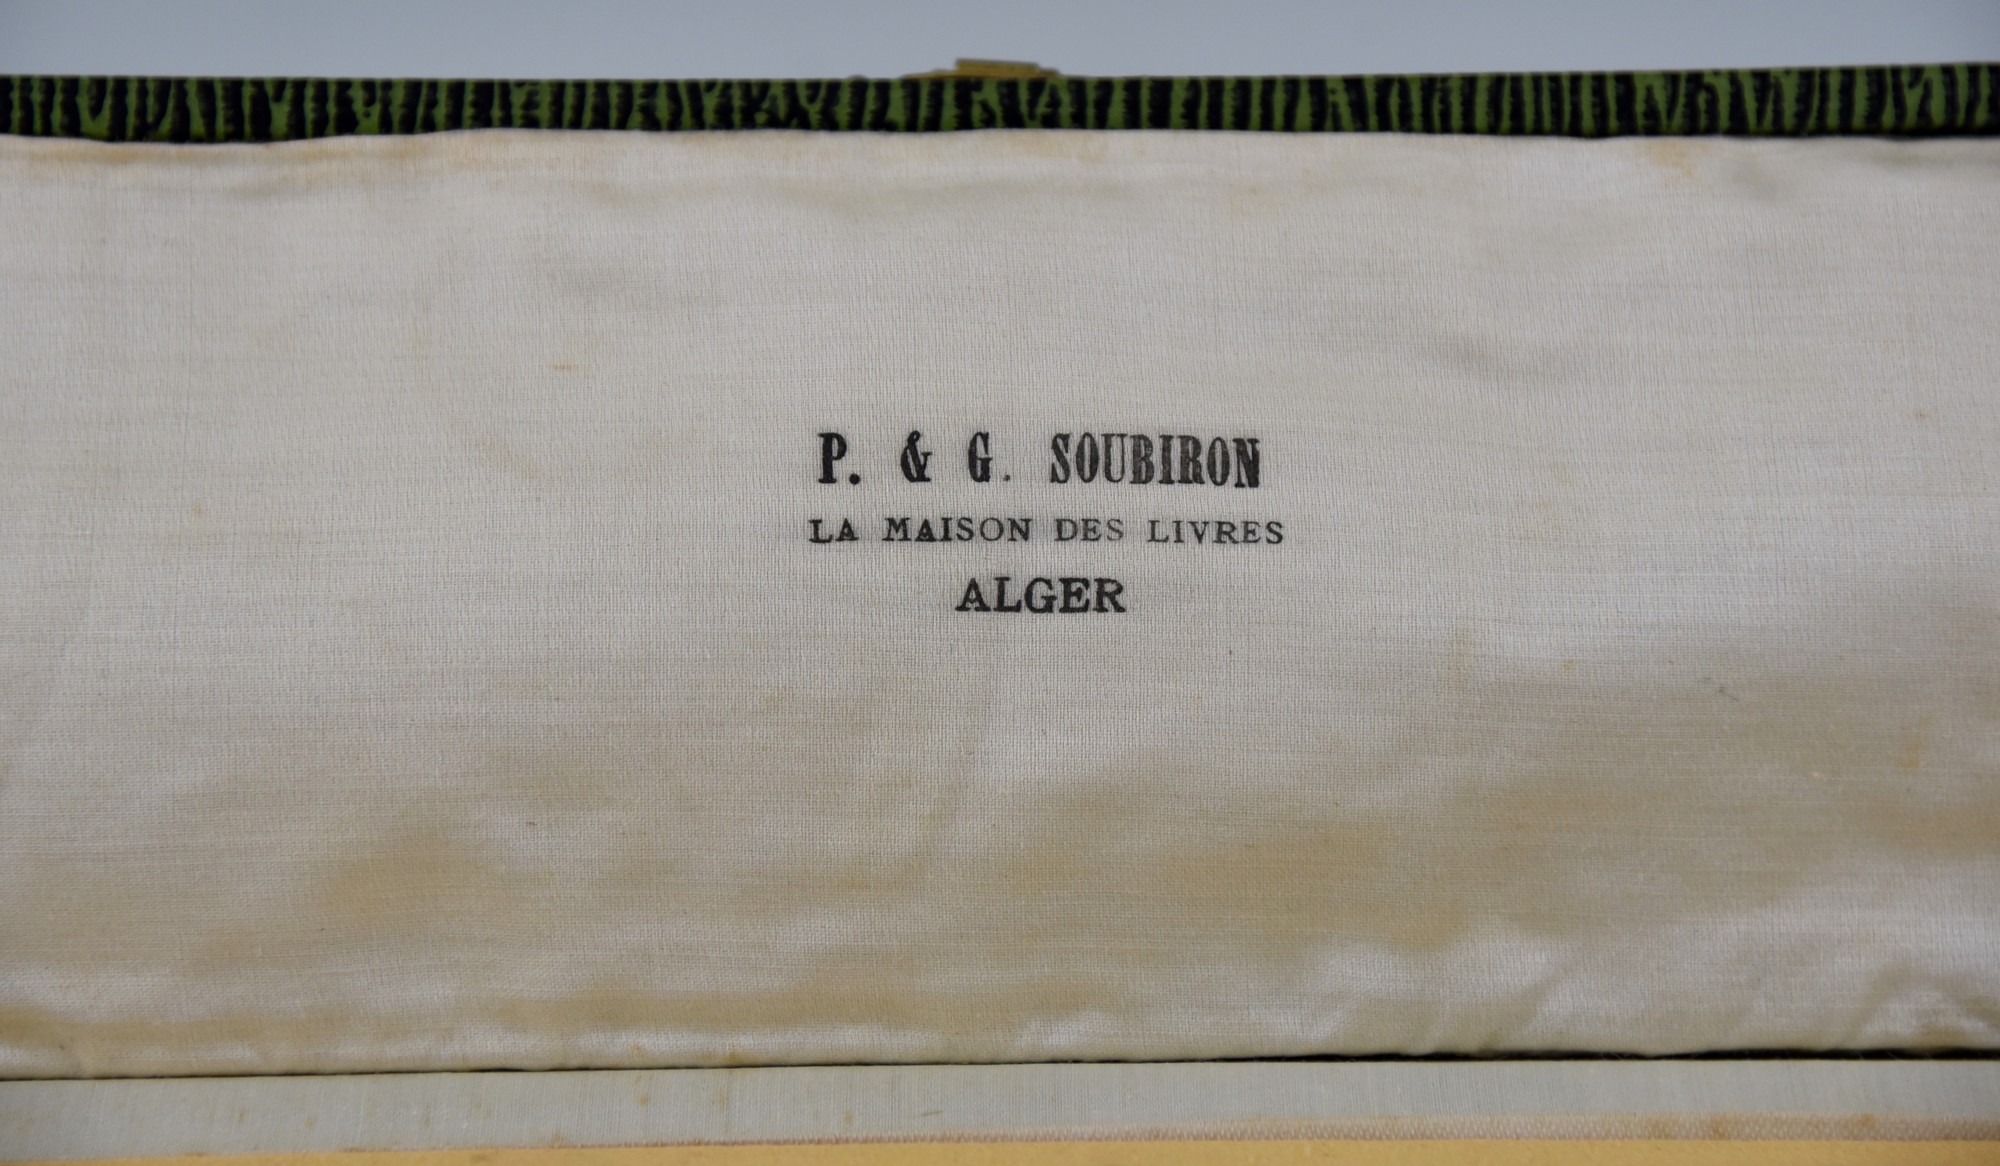 P. & G. SOUBIRON
LA MAISON DES LIVRES
ALGER